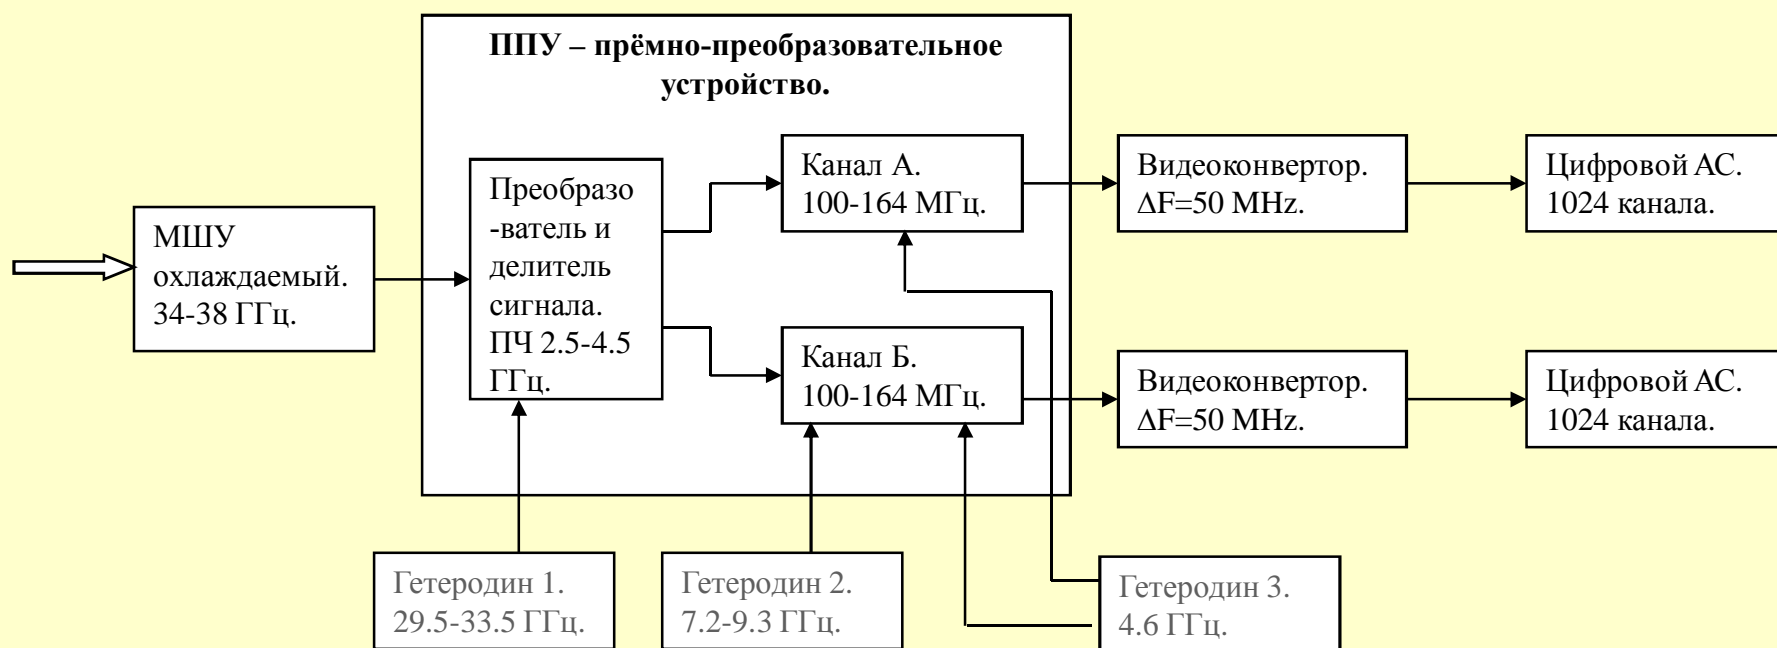 ППУ – прёмно-преобразовательное
устройство.
МШУ
охлаждаемый.
34-38 ГГц.
Преобразо
-ватель и
делитель
сигнала.
ПЧ 2.5-4.5
ГГц.
Канал А.
100-164 МГц.
Видеоконвертор.
ΔF=50 MHz.
Цифровой АС.
1024 канала.
Канал Б.
100-164 МГц.
Видеоконвертор.
ΔF=50 MHz.
Цифровой АС.
1024 канала.
Гетеродин 1.
29.5-33.5 ГГц.
Гетеродин 2.
7.2-9.3 ГГц.
Гетеродин 3.
4.6 ГГц.